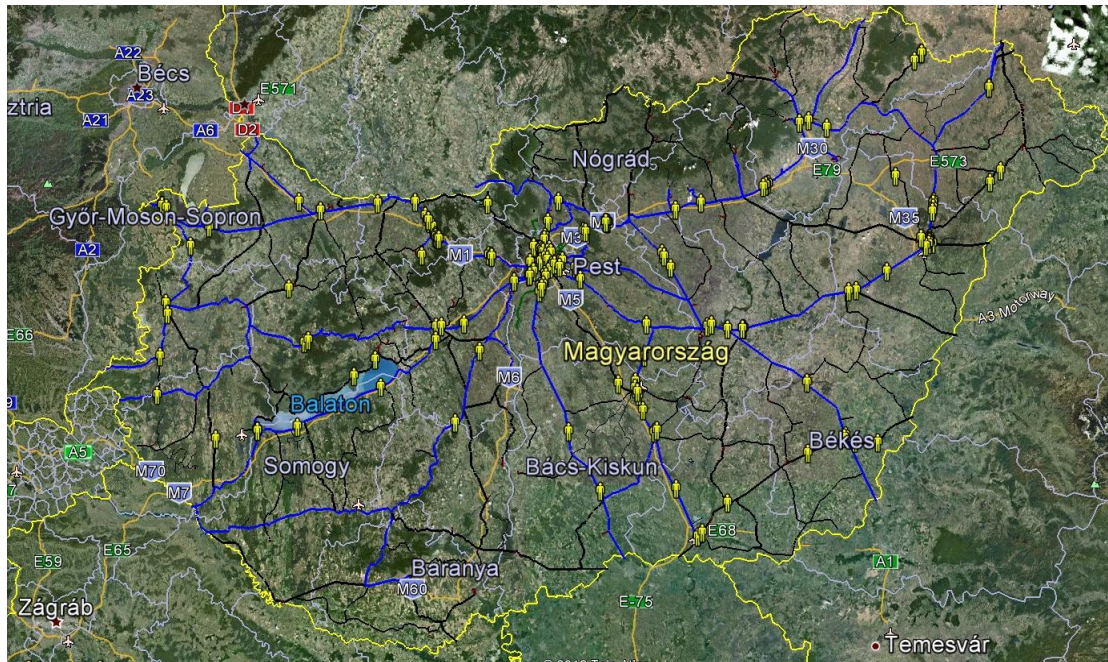 A22
Bécs
E571
A23
D1
ztria
A21
A6
D2
M30
Nógrád
E79
E573
Győr-Moson-Sopron
M35
A2
M1
M3
Pest
M5
A3 Motorway
E66
Magyarország
M6
Balaton
A5
Békés
M70
Somogy
Bács-Kiskun
M7
E68
E65
E59
A1
Baranya
M60
E-75
Zágráb
Temesvár